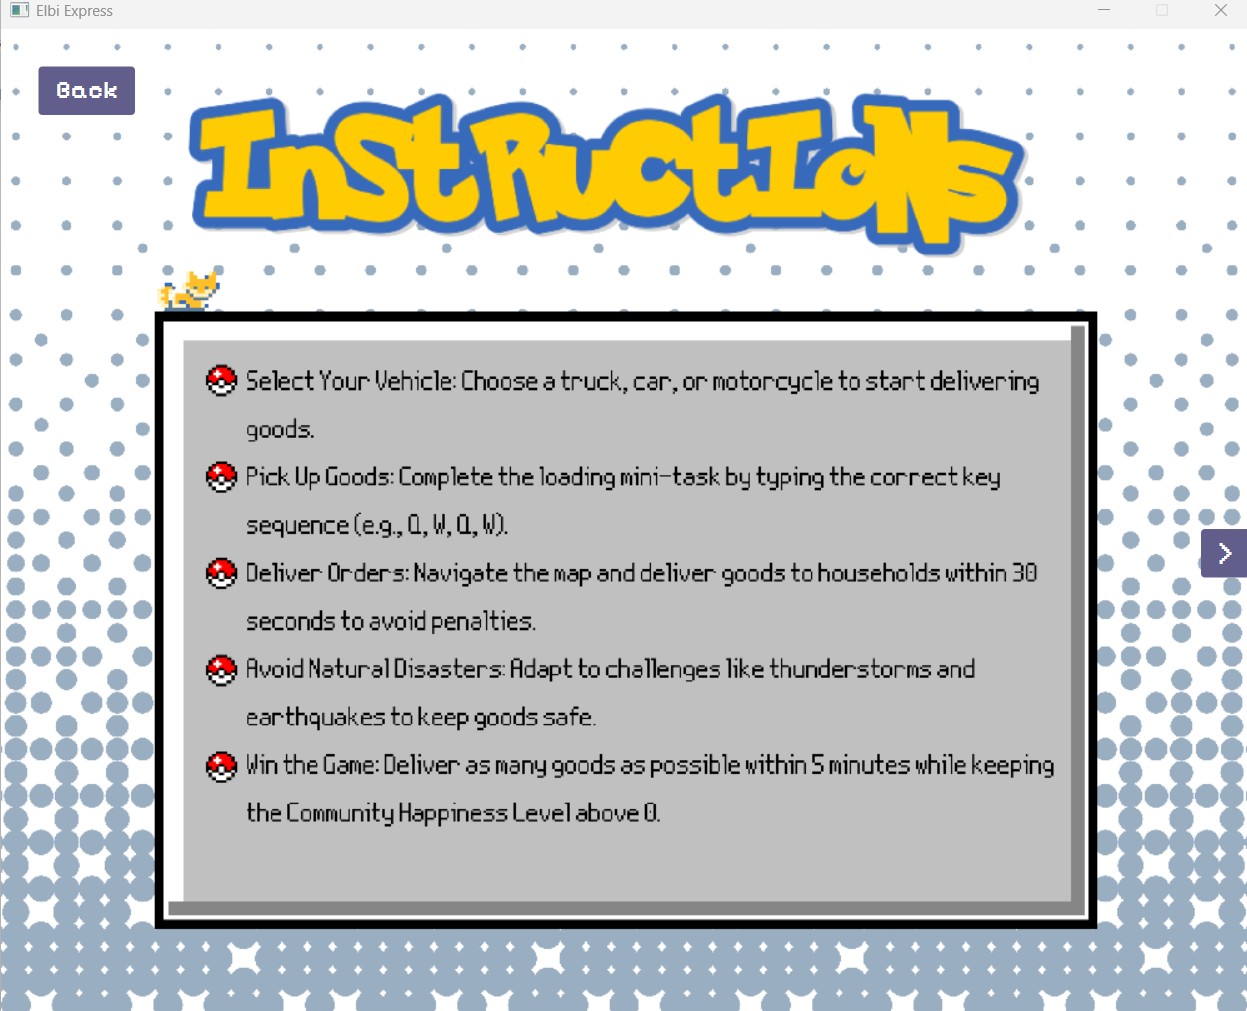 Elbi Express
Back
InStRuctIoNs
Select Your Vehicle: Choose a truck, car, or motorcycle to start delivering
goods.
Pick Up Goods: Complete the loading mini-task by typing the correct key
sequence (e.g., Q, W, Q, W).
Deliver Orders: Navigate the map and deliver goods to households within 30
seconds to avoid penalties.
Avoid Natural Disasters: Adapt to challenges like thunderstorms and
earthquakes to keep goods safe.
Win the Game: Deliver as many goods as possible within 5 minutes while keeping
the Community Happiness Level above 0.
>